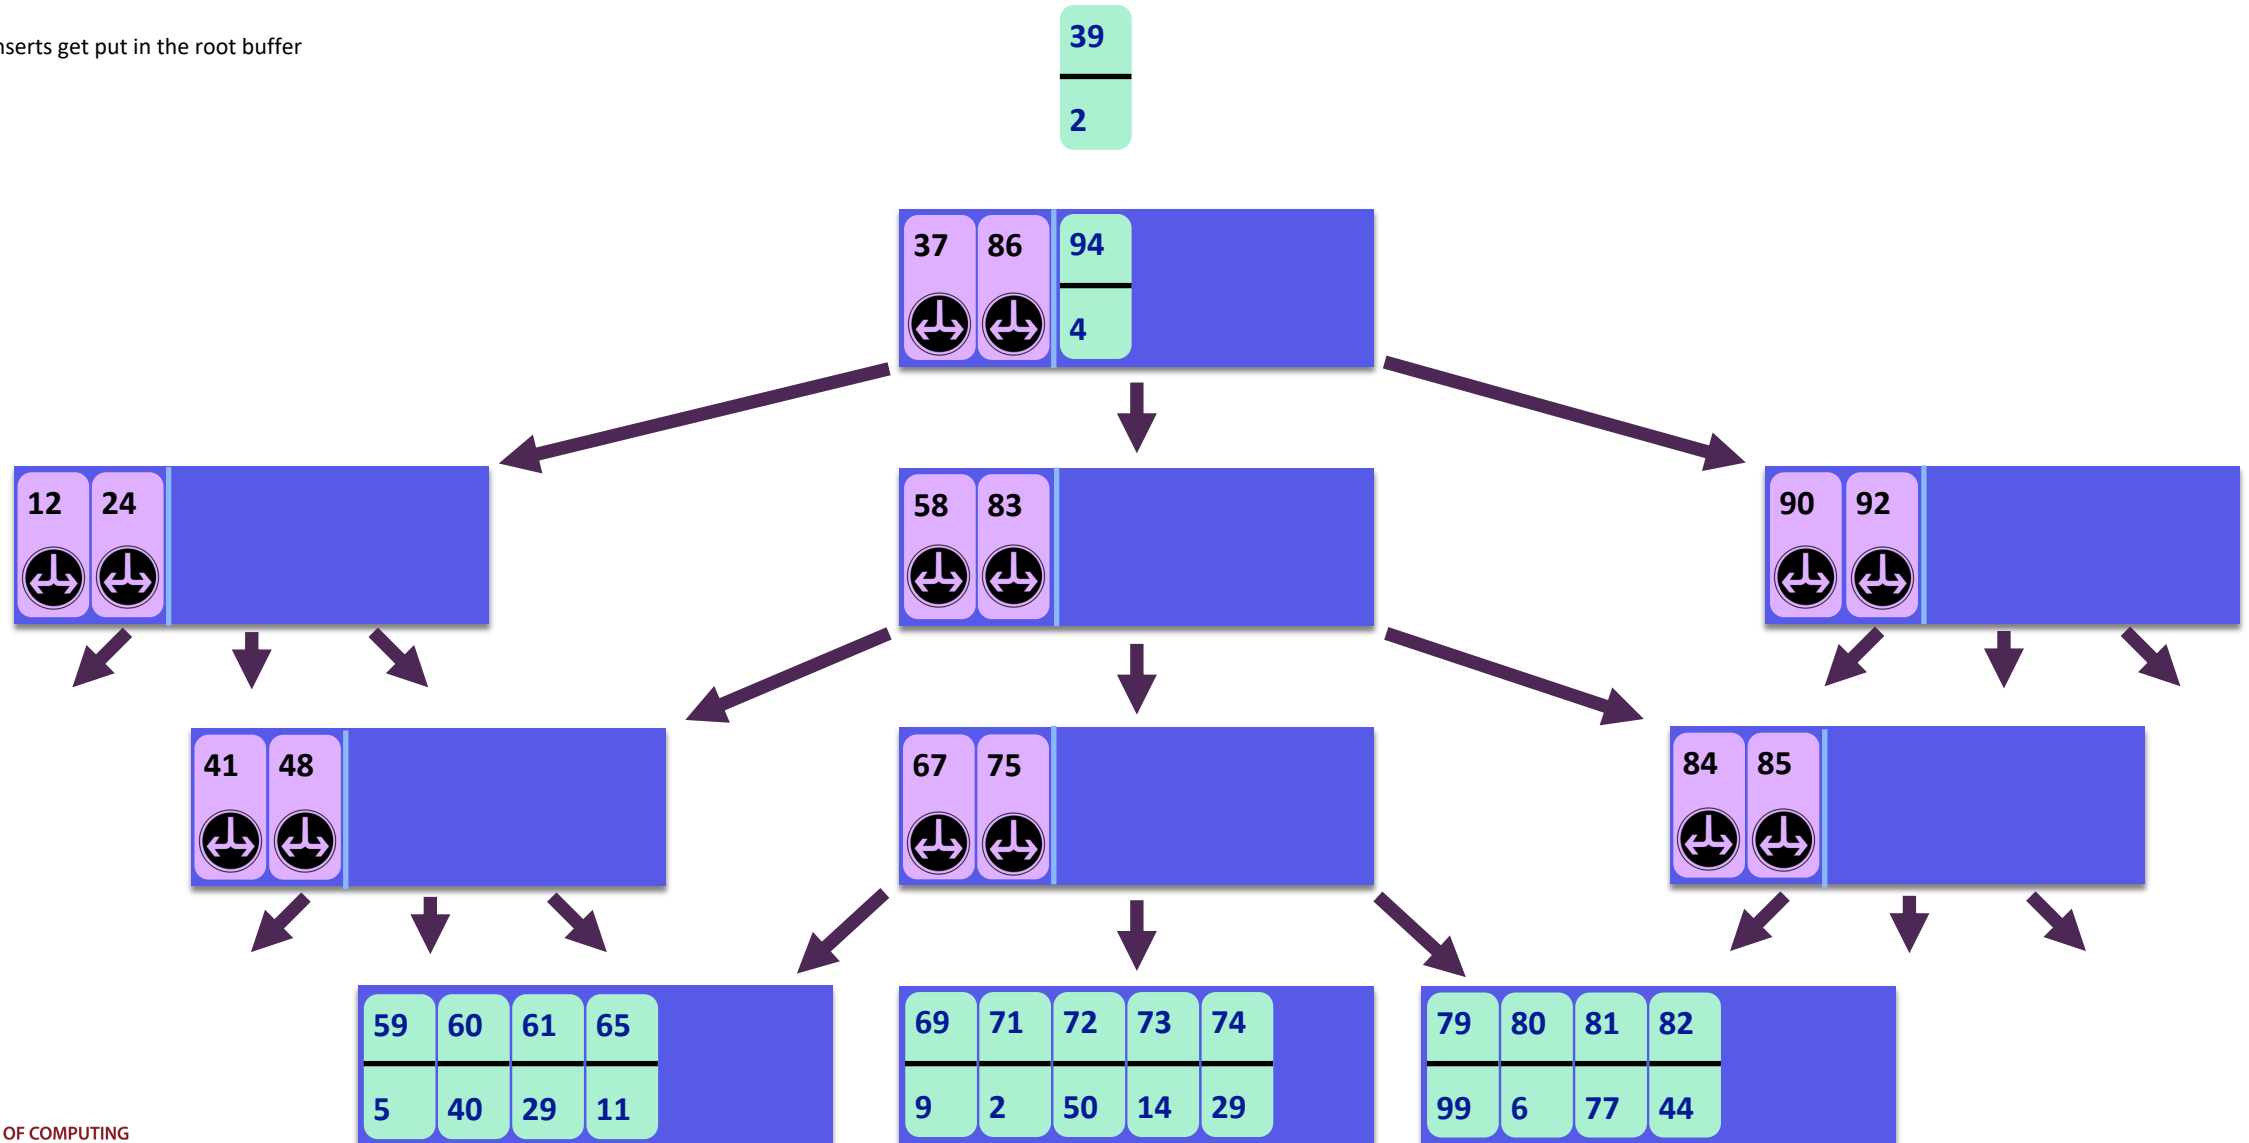 39
nserts get put in the root buffer
2
37 86 94
4
12 24 58 83 90 92
41 48 67 75 84 85
59 60 61 65 69 71 72 73 74 79 80 81 82
5 40 29 11 9 2 50 14 29 99 6 77 44
OF COMPUTING